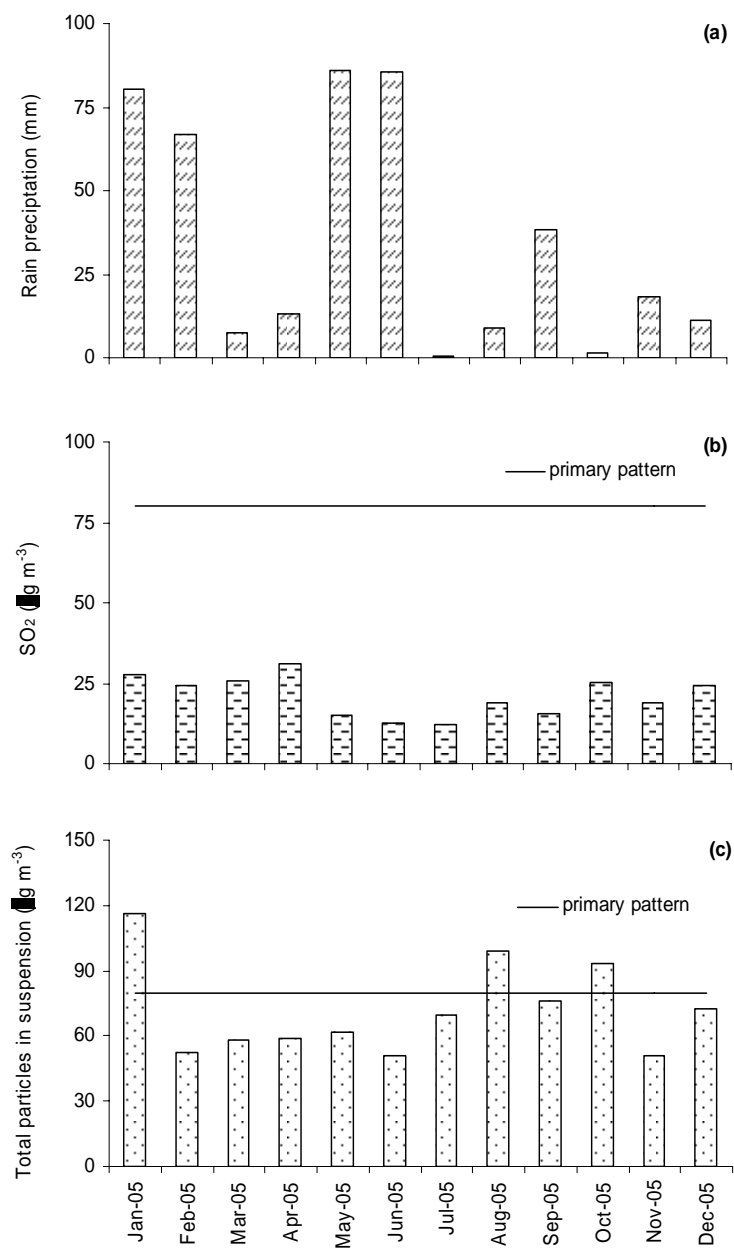 (a)
Rain preciptation (mm)
100
75
50
25
0
(b)
primary pattern
SO2 (g m-3)
100
75
50
25
0
(c)
primary pattern
Total particles in suspension (g m-3)
150
120
90
60
30
0
Jan-05
Feb-05
Mar-05
Apr-05
May-05
Jun-05
Jul-05
Aug-05
Sep-05
Oct-05
Nov-05
Dec-05